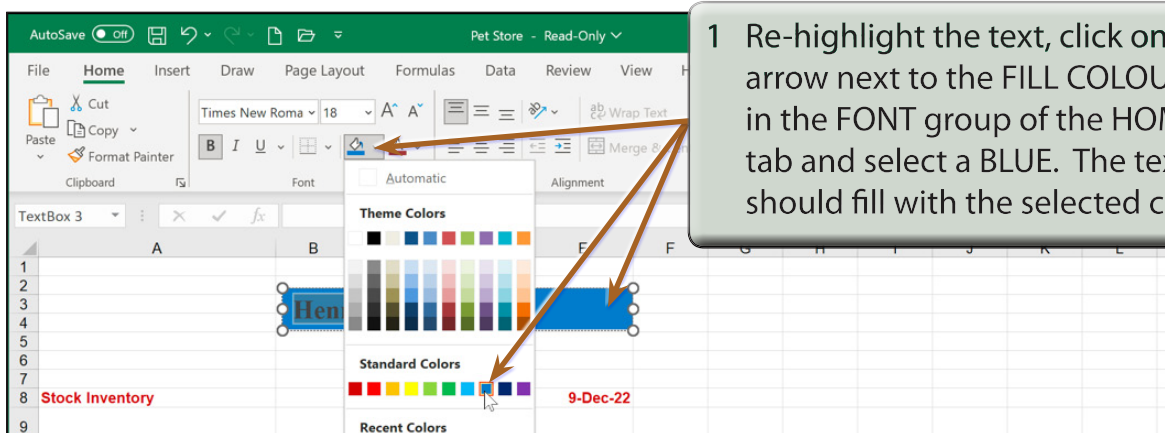 AutoSave Off Pet Store - Read-Only
File Home Insert Draw Page Layout Formulas Data Review View H
Cut
Copy
Format Painter
Paste
Times New Roma 18 A A
B I U
ab Wrap Text
Merge &
Clipboard Font Alignment
TextBox 3 fx
1 Re-highlight the text, click on
arrow next to the FILL COLOU
in the FONT group of the HOM
tab and select a BLUE. The te
should fill with the selected c
Automatic
Theme Colors
Standard Colors
Recent Colors
A B E F G H I J K L
1
2
3 Hen
4
5
6
7
8 Stock Inventory 9-Dec-22
9